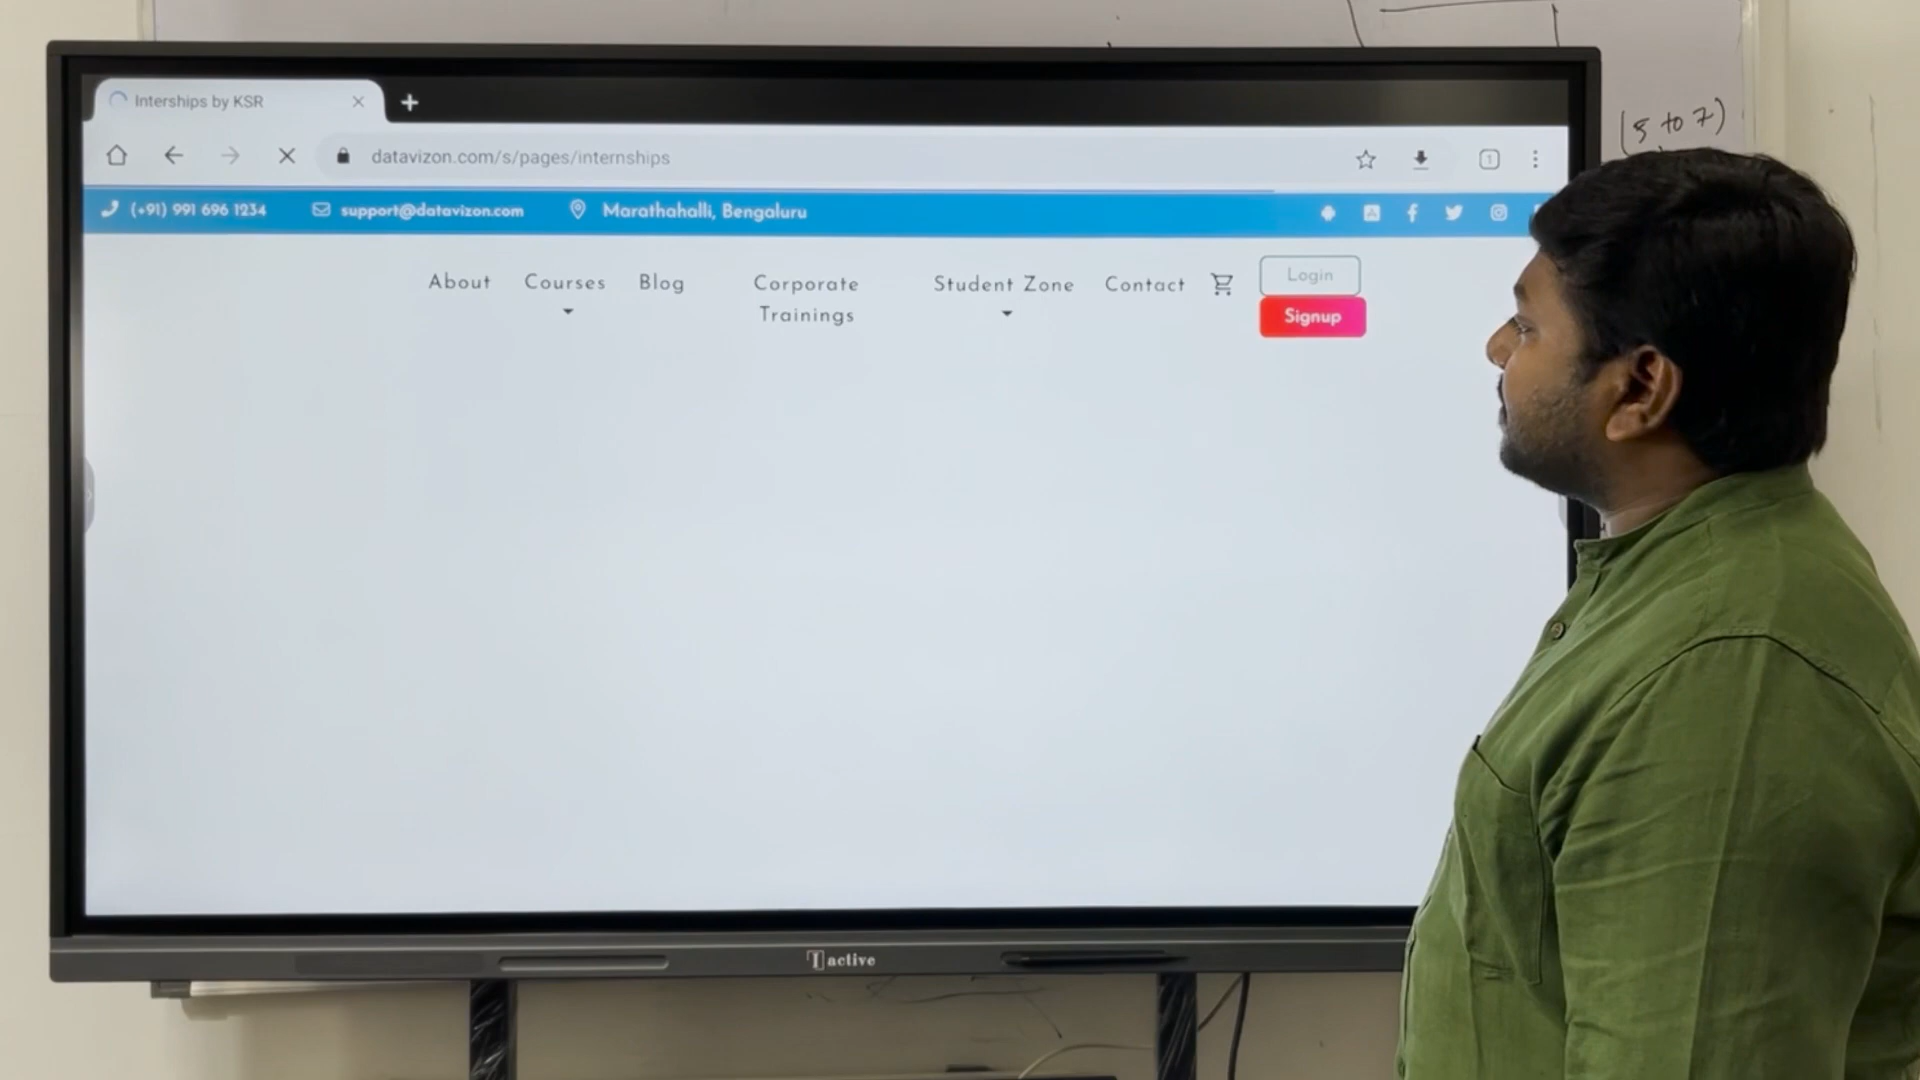 (5 to 7)
Interships by KSR
datavizon.com/s/pages/internships
1
(+91) 991 696 1234
support@datavizon.com
Marathahalli, Bengaluru
About
Courses
Blog
Corporate
Trainings
Student Zone
Contact
Login
Signup
Tactive